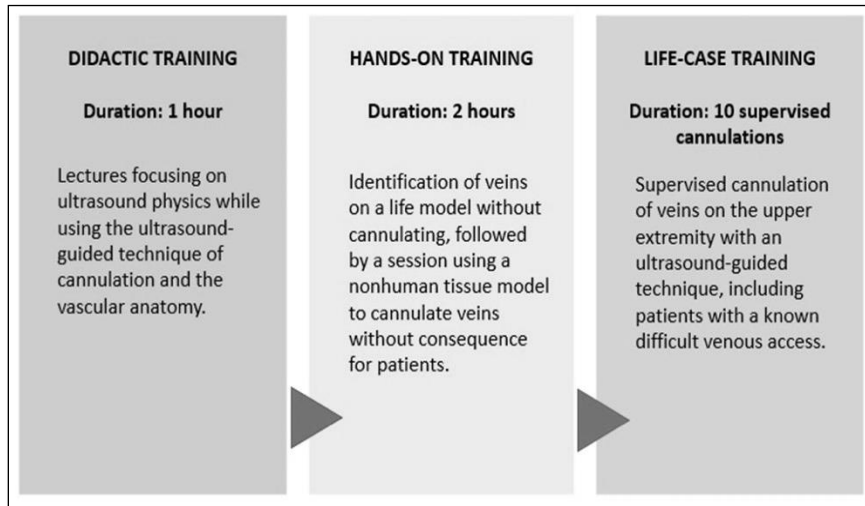 DIDACTIC TRAINING
Duration: 1 hour
Lectures focusing on
ultrasound physics while
using the ultrasound-
guided technique of
cannulation and the
vascular anatomy.
HANDS-ON TRAINING
Duration: 2 hours
Identification of veins
on a life model without
cannulating, followed
by a session using a
nonhuman tissue model
to cannulate veins
without consequence
for patients.
LIFE-CASE TRAINING
Duration: 10 supervised
cannulations
Supervised cannulation
of veins on the upper
extremity with an
ultrasound-guided
technique, including
patients with a known
difficult venous access.